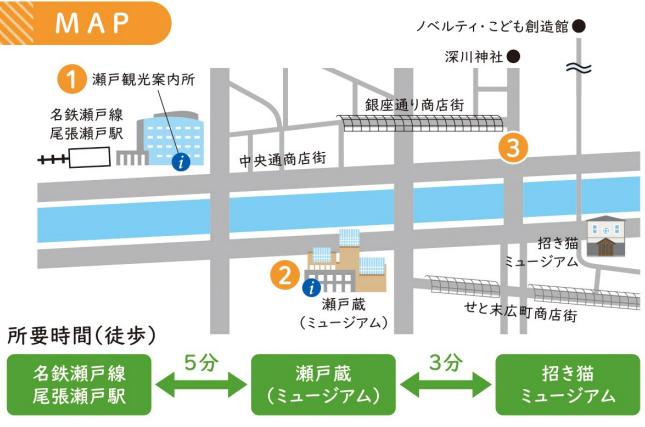 MAP
ノベルティ・こども創造館
深川神社
1 瀬戸観光案内所
銀座通り商店街
名鉄瀬戸線
尾張瀬戸駅
i
中央通商店街
3
招き猫
ミュージアム
2
i
瀬戸蔵
(ミュージアム)
せと末広町商店街
所要時間(徒歩)
名鉄瀬戸線
尾張瀬戸駅
5分
瀬戸蔵
(ミュージアム)
3分
招き猫
ミュージアム